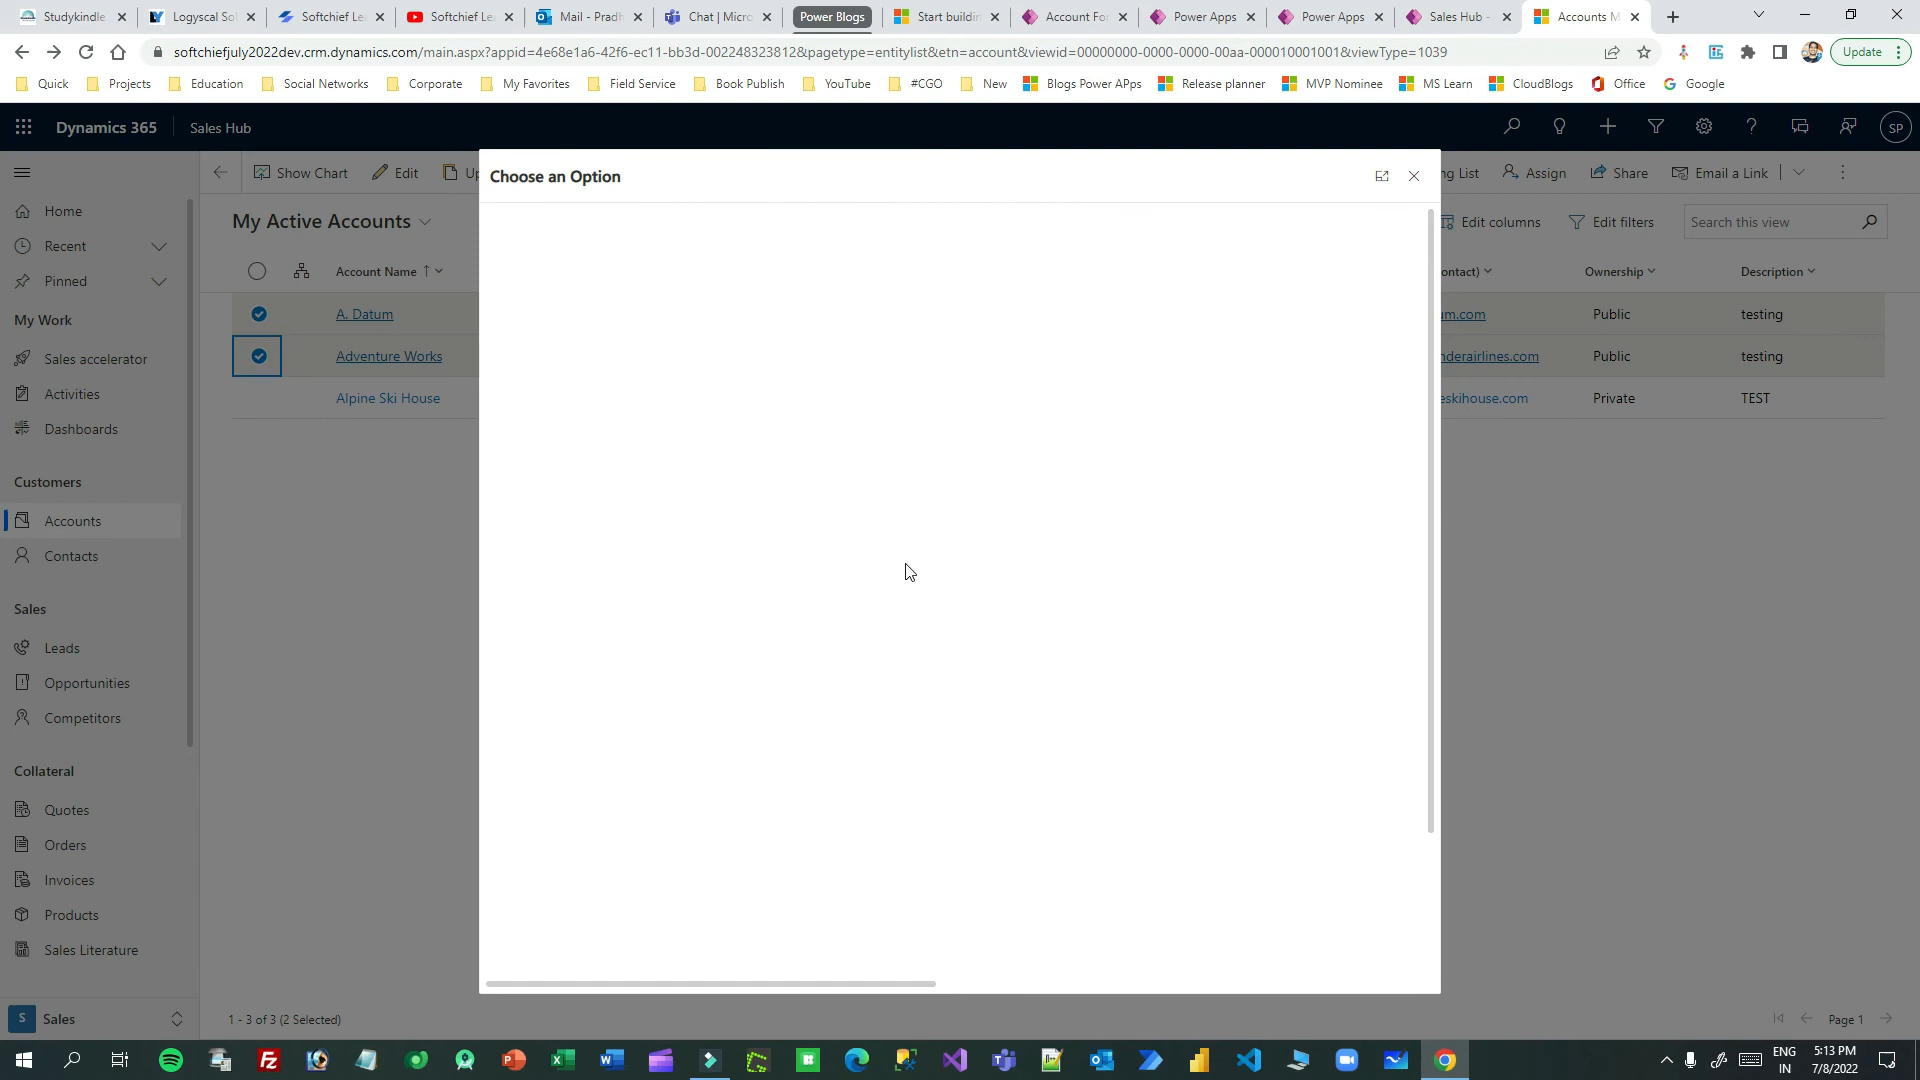 Studykindle
Logyscal Sol
Softchief Le
Softchief Le
Mail - Pradh
Chat | Micro
Power Blogs
Start buildin
Account For
Power Apps
Power Apps
Sales Hub -
Accounts M
softchiefjuly2022dev.crm.dynamics.com/main.aspx?appid=4e68e1a6-42f6-ec11-bb3d-002248323812&pagetype=entitylist&etn=account&viewid=00000000-0000-0000-00aa-000010001001&viewType=1039
Update
Quick
Projects
Education
Social Networks
Corporate
My Favorites
Field Service
Book Publish
YouTube
#CGO
New
Blogs Power APps
Release planner
MVP Nominee
MS Learn
CloudBlogs
Office
Google
Dynamics 365
Sales Hub
SP
Show Chart
Edit
Up
Choose an Option
ng List
Assign
Share
Email a Link
Home
Recent
Pinned
My Work
Sales accelerator
Activities
Dashboards
Customers
Accounts
Contacts
Sales
Leads
Opportunities
Competitors
Collateral
Quotes
Orders
Invoices
Products
Sales Literature
S Sales
My Active Accounts
Edit columns
Edit filters
Search this view
Account Name ↑
ontact)
Ownership
Description
A. Datum
um.com
Public
testing
Adventure Works
nderairlines.com
Public
testing
Alpine Ski House
eskihouse.com
Private
TEST
1 - 3 of 3 (2 Selected)
Page 1
ENG
IN
5:13 PM
7/8/2022